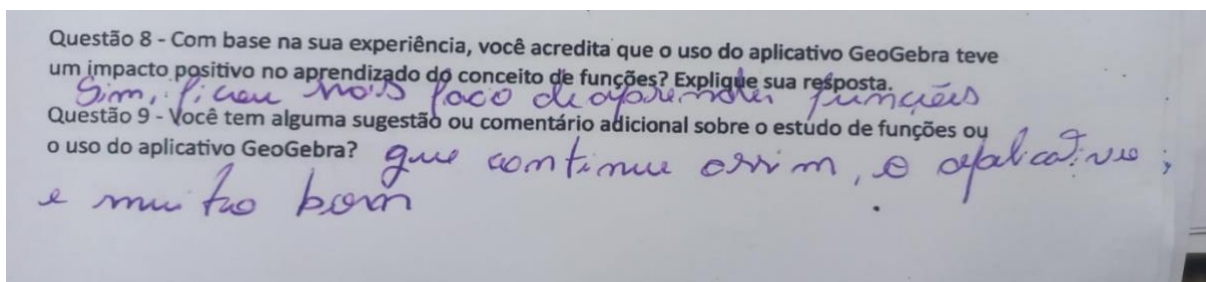 Questão 8 - Com base na sua experiência, você acredita que o uso do aplicativo GeoGebra teve
um impacto positivo no aprendizado do conceito de funções? Explique sua resposta.
Sim, ficou mais faco de aprender funções
Questão 9 - Você tem alguma sugestão ou comentário adicional sobre o estudo de funções ou
o uso do aplicativo GeoGebra? que continue assim, o aplicativo ;
e muito bom